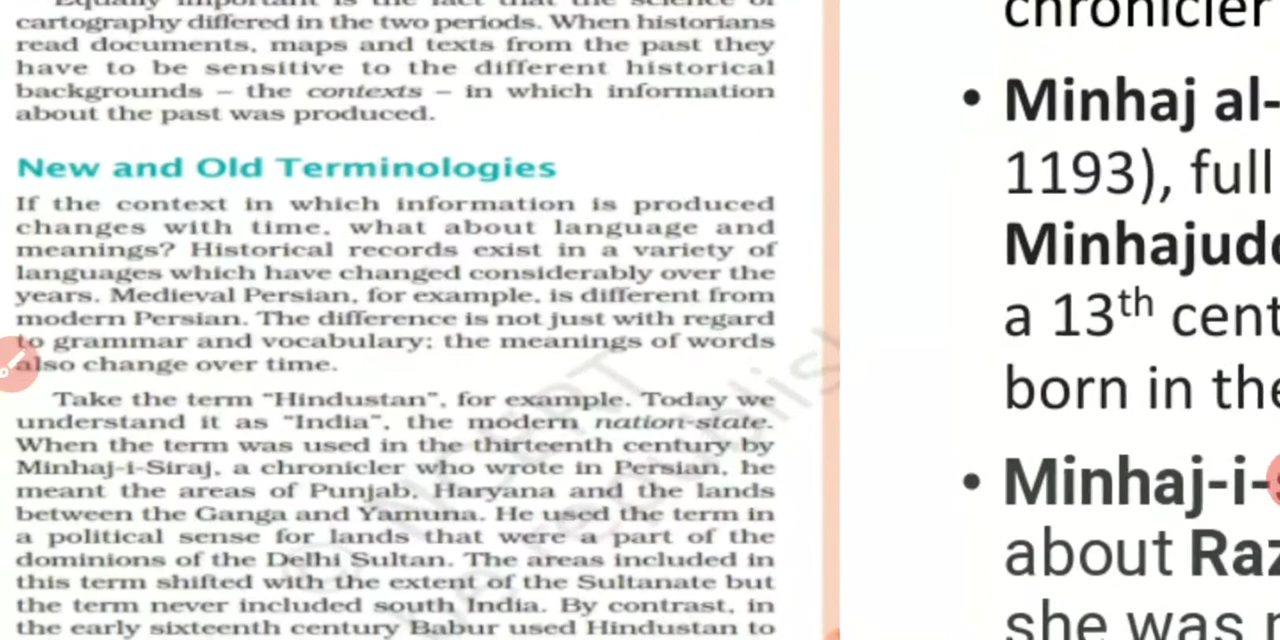 Equally important is the fact that the science of
cartography differed in the two periods. When historians
read documents, maps and texts from the past they
have to be sensitive to the different historical
backgrounds – the contexts – in which information
about the past was produced.
New and Old Terminologies
If the context in which information is produced
changes with time, what about language and
meanings? Historical records exist in a variety of
languages which have changed considerably over the
years. Medieval Persian, for example, is different from
modern Persian. The difference is not just with regard
to grammar and vocabulary; the meanings of words
also change over time.
Take the term "Hindustan", for example. Today we
understand it as "India", the modern nation-state.
When the term was used in the thirteenth century by
Minhaj-i-Siraj, a chronicler who wrote in Persian, he
meant the areas of Punjab, Haryana and the lands
between the Ganga and Yamuna. He used the term in
a political sense for lands that were a part of the
dominions of the Delhi Sultan. The areas included in
this term shifted with the extent of the Sultanate but
the term never included south India. By contrast, in
the early sixteenth century Babur used Hindustan to
chronicler
• Minhaj al-
1193), full
Minhajud
a 13th cent
born in the
• Minhaj-i-
about Raz
she was